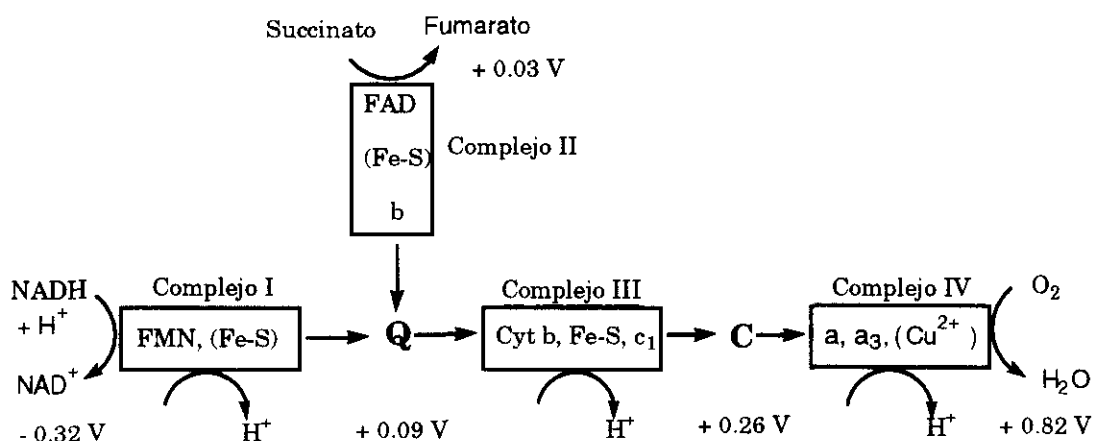 Succinato Fumarato
+ 0.03 V
FAD
(Fe-S)
b
Complejo II
Complejo I
Complejo III
Complejo IV
NADH
+ H⁺
NAD⁺
- 0.32 V
FMN, (Fe-S)
H⁺
Q
+ 0.09 V
Cyt b, Fe-S, c₁
H⁺
C
+ 0.26 V
a, a₃, (Cu²⁺)
H⁺
O₂
H₂O
+ 0.82 V